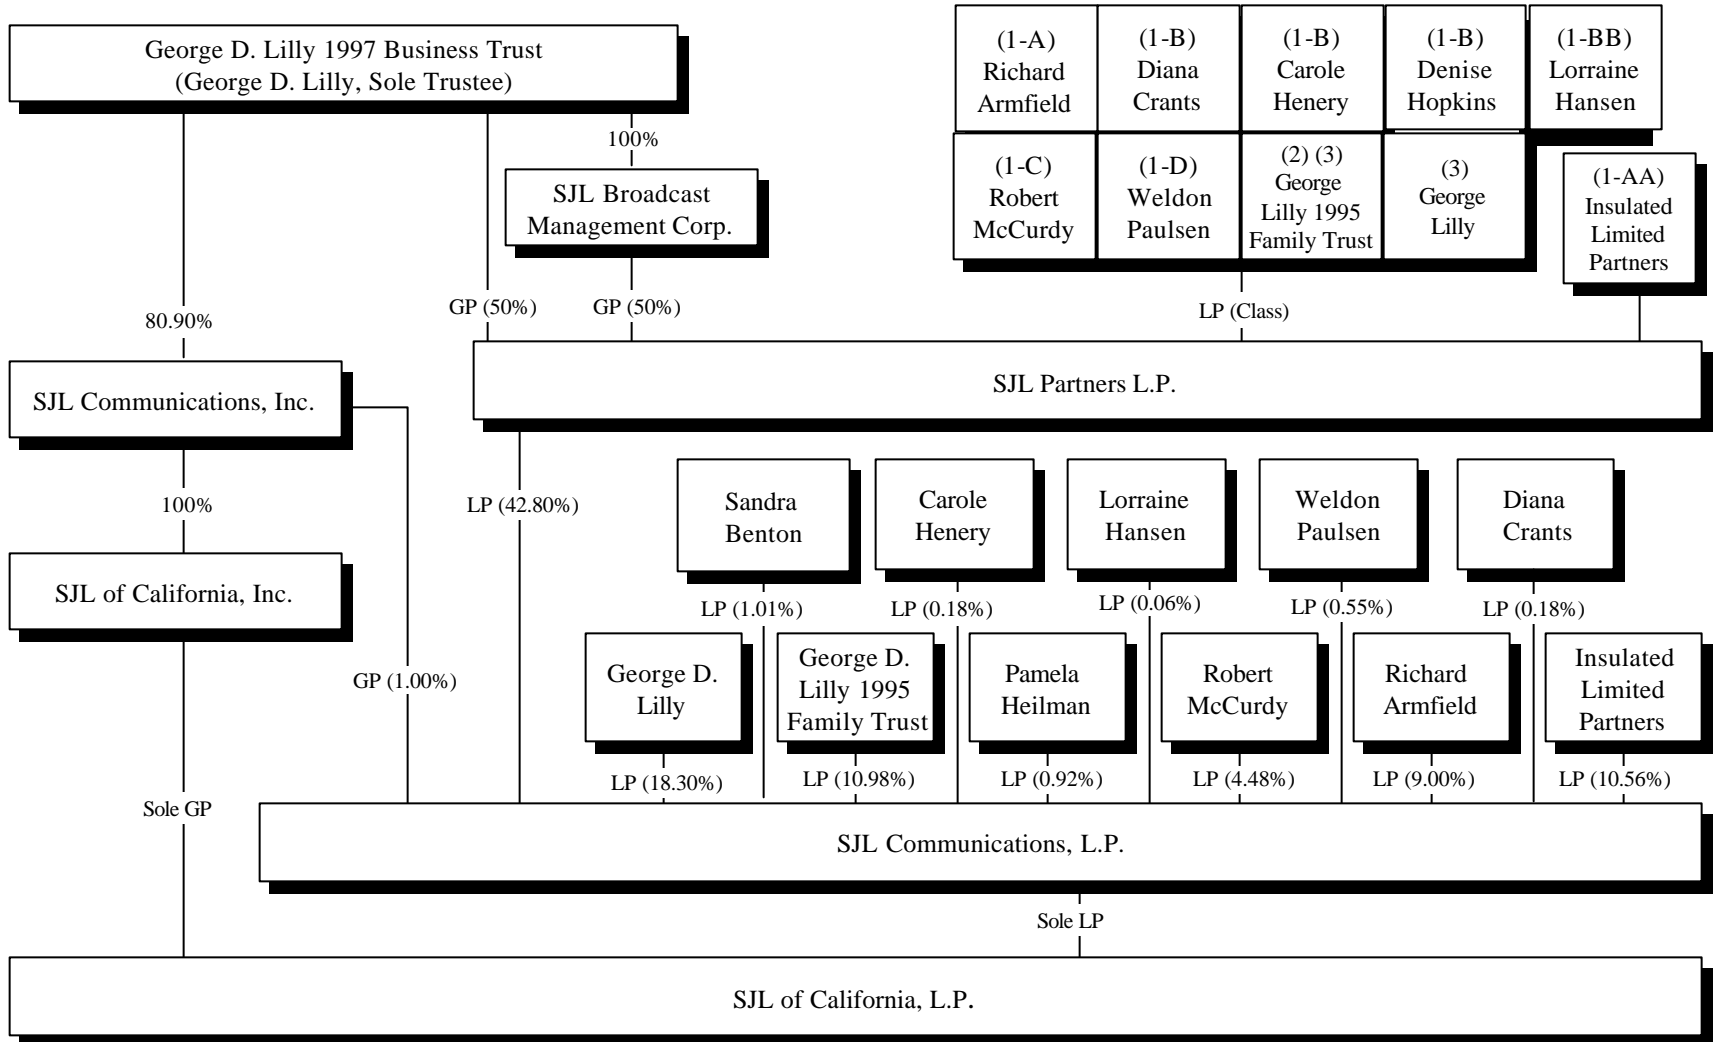 George D. Lilly 1997 Business Trust
(George D. Lilly, Sole Trustee)
(1-A)
Richard
Armfield
(1-B)
Diana
Crants
(1-B)
Carole
Henery
(1-B)
Denise
Hopkins
(1-BB)
Lorraine
Hansen
(1-C)
Robert
McCurdy
(1-D)
Weldon
Paulsen
(2) (3)
George
Lilly 1995
Family Trust
(3)
George
Lilly
(1-AA)
Insulated
Limited
Partners
100%
SJL Broadcast
Management Corp.
80.90%
GP (50%)
GP (50%)
LP (Class)
SJL Communications, Inc.
SJL Partners L.P.
100%
LP (42.80%)
Sandra
Benton
Carole
Henery
Lorraine
Hansen
Weldon
Paulsen
Diana
Crants
SJL of California, Inc.
LP (1.01%)
LP (0.18%)
LP (0.06%)
LP (0.55%)
LP (0.18%)
GP (1.00%)
George D.
Lilly
George D.
Lilly 1995
Family Trust
Pamela
Heilman
Robert
McCurdy
Richard
Armfield
Insulated
Limited
Partners
LP (18.30%)
LP (10.98%)
LP (0.92%)
LP (4.48%)
LP (9.00%)
LP (10.56%)
Sole GP
SJL Communications, L.P.
Sole LP
SJL of California, L.P.